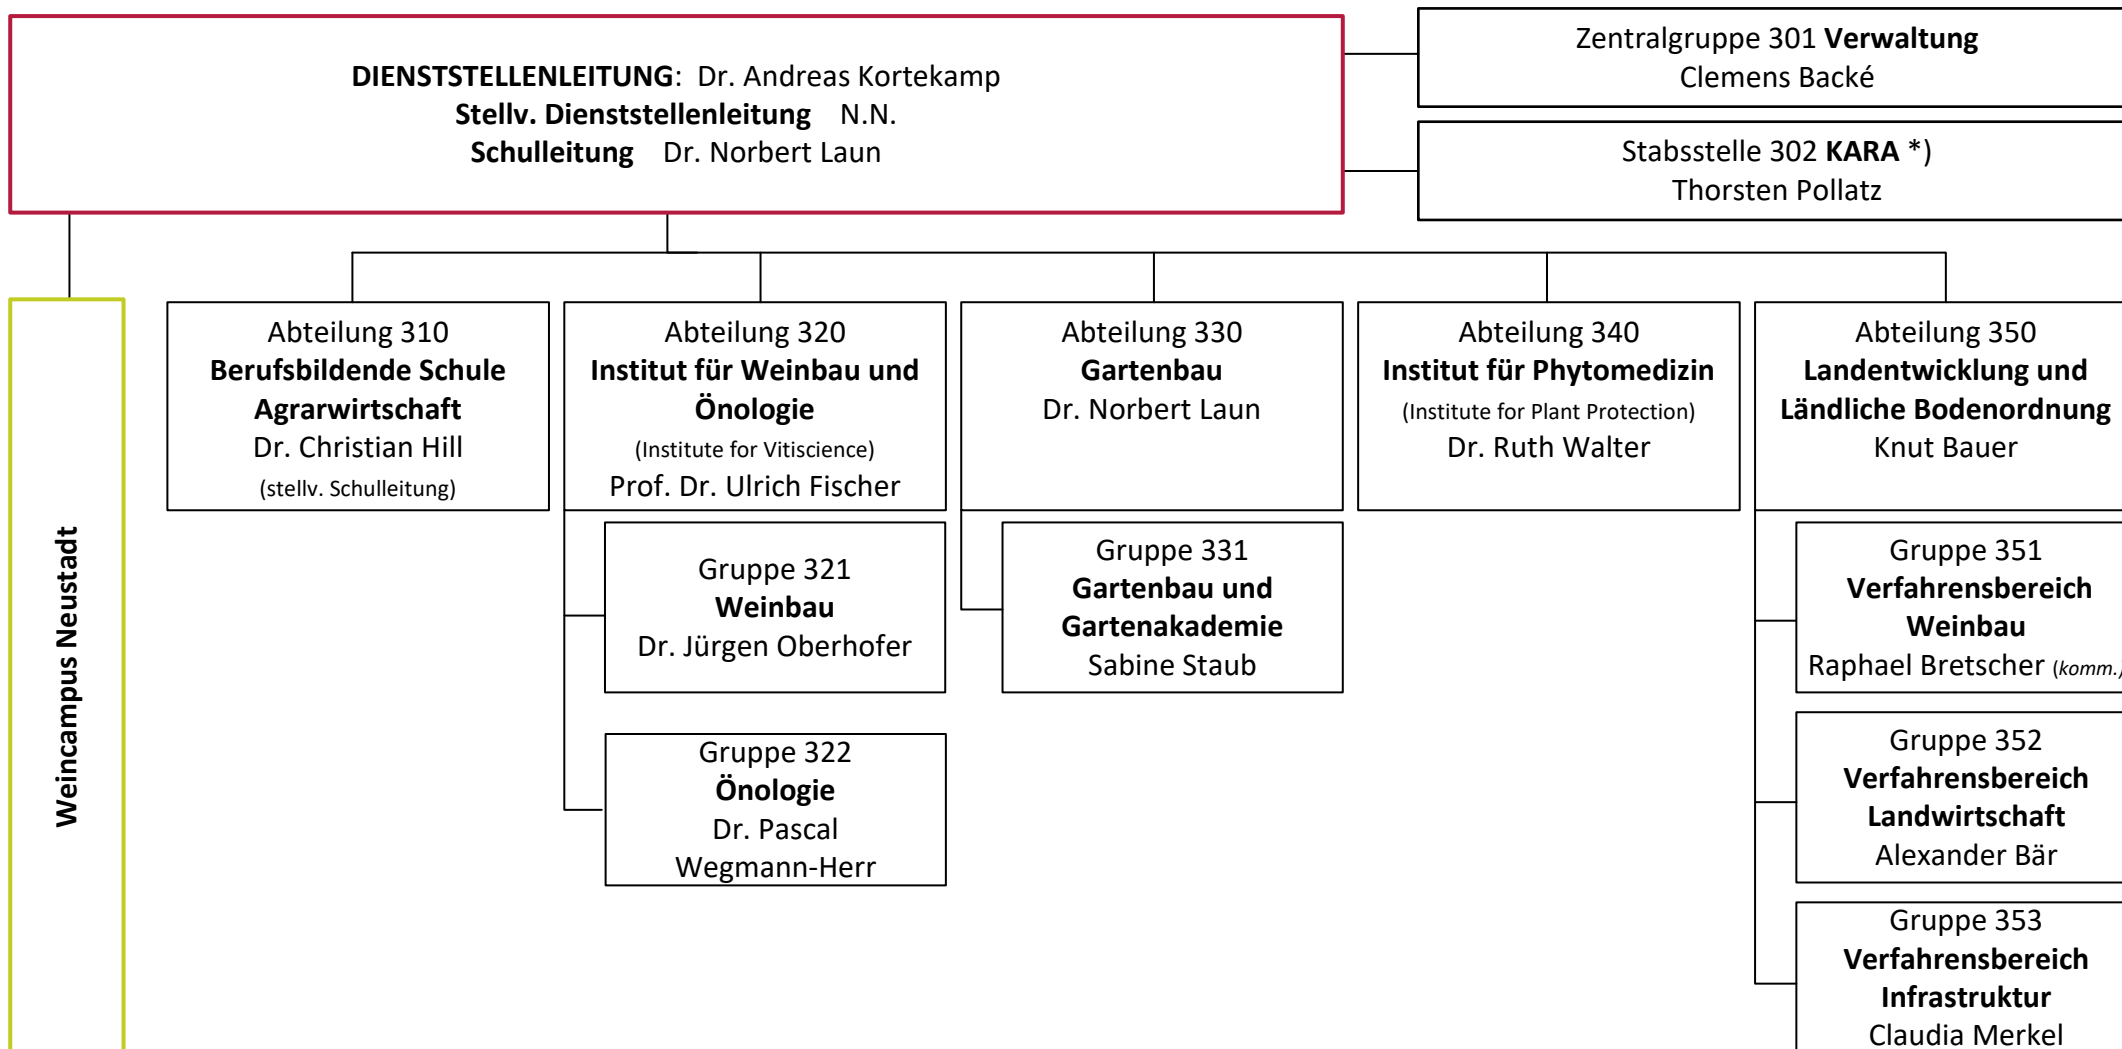 DIENSTSTELLENLEITUNG: Dr. Andreas Kortekamp
Stellv. Dienststellenleitung N.N.
Schulleitung Dr. Norbert Laun
Zentralgruppe 301 Verwaltung
Clemens Backé
Stabsstelle 302 KARA *)
Thorsten Pollatz
Weincampus Neustadt
Abteilung 310
Berufsbildende Schule
Agrarwirtschaft
Dr. Christian Hill
(stellv. Schulleitung)
Abteilung 320
Institut für Weinbau und
Önologie
(Institute for Vitiscience)
Prof. Dr. Ulrich Fischer
Gruppe 321
Weinbau
Dr. Jürgen Oberhofer
Gruppe 322
Önologie
Dr. Pascal
Wegmann-Herr
Abteilung 330
Gartenbau
Dr. Norbert Laun
Gruppe 331
Gartenbau und
Gartenakademie
Sabine Staub
Abteilung 340
Institut für Phytomedizin
(Institute for Plant Protection)
Dr. Ruth Walter
Abteilung 350
Landentwicklung und
Ländliche Bodenordnung
Knut Bauer
Gruppe 351
Verfahrensbereich
Weinbau
Raphael Bretscher (komm.)
Gruppe 352
Verfahrensbereich
Landwirtschaft
Alexander Bär
Gruppe 353
Verfahrensbereich
Infrastruktur
Claudia Merkel